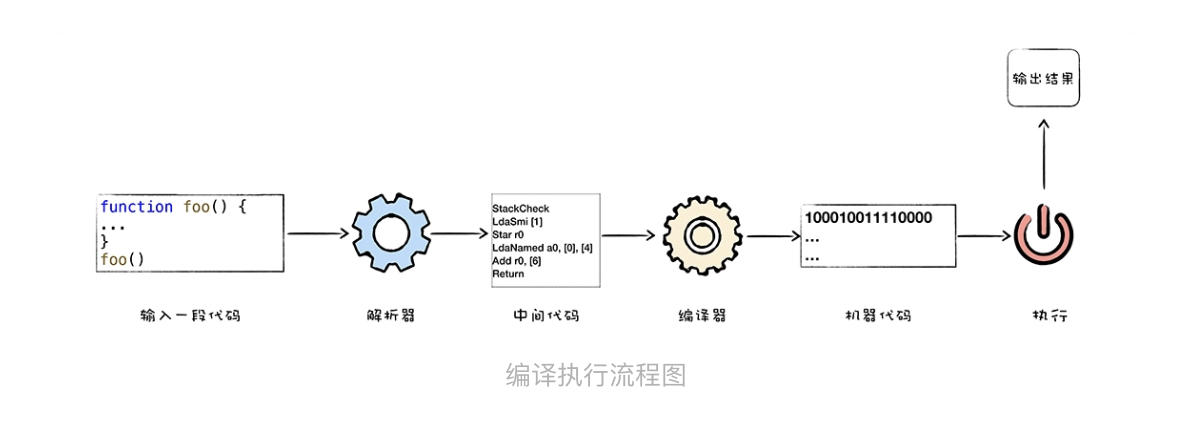 输出结果
function foo() {
...
}
foo()
StackCheck
LdaSmi [1]
Star r0
LdaNamed a0, [0], [4]
Add r0, [6]
Return
100010011110000
...
...
输入一段代码
解析器
中间代码
编译器
机器代码
执行
编译执行流程图